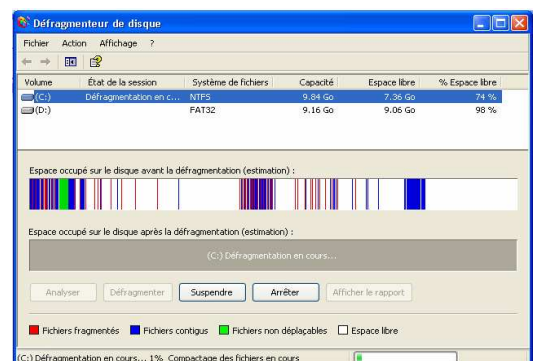 Défragmenteur de disque
Fichier Action Affichage ?
Volume État de la session Système de fichiers Capacité Espace libre % Espace libre
(C:) Défragmentation en c... NTFS 9.84 Go 7.36 Go 74 %
(D:) FAT32 9.16 Go 9.06 Go 98 %
Espace occupé sur le disque avant la défragmentation (estimation) :
Espace occupé sur le disque après la défragmentation (estimation) :
(C:) Défragmentation en cours...
Analyser Défragmenter Suspendre Arrêter Afficher le rapport
Fichiers fragmentés Fichiers contigus Fichiers non déplaçables Espace libre
(C:) Défragmentation en cours... 1% Compactage des fichiers en cours